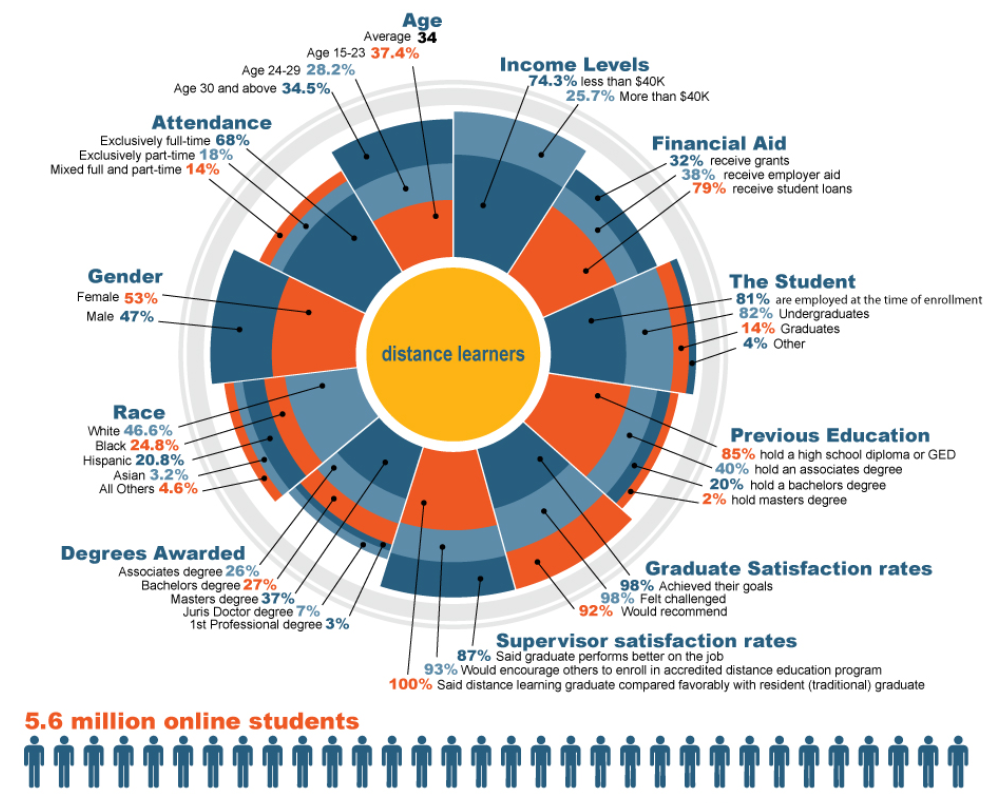 Age
Average 34
Age 15-23 37.4%
Age 24-29 28.2%
Age 30 and above 34.5%
Income Levels
74.3% less than $40K
25.7% More than $40K
Financial Aid
32% receive grants
38% receive employer aid
79% receive student loans
The Student
81% are employed at the time of enrollment
82% Undergraduates
14% Graduates
4% Other
Previous Education
85% hold a high school diploma or GED
40% hold an associates degree
20% hold a bachelors degree
2% hold masters degree
Graduate Satisfaction rates
98% Achieved their goals
98% Felt challenged
92% Would recommend
Supervisor satisfaction rates
87% Said graduate performs better on the job
93% Would encourage others to enroll in accredited distance education program
100% Said distance learning graduate compared favorably with resident (traditional) graduate
Degrees Awarded
Associates degree 26%
Bachelors degree 27%
Masters degree 37%
Juris Doctor degree 7%
1st Professional degree 3%
Race
White 46.6%
Black 24.8%
Hispanic 20.8%
Asian 3.2%
All Others 4.6%
Gender
Female 53%
Male 47%
Attendance
Exclusively full-time 68%
Exclusively part-time 18%
Mixed full and part-time 14%
distance learners
5.6 million online students